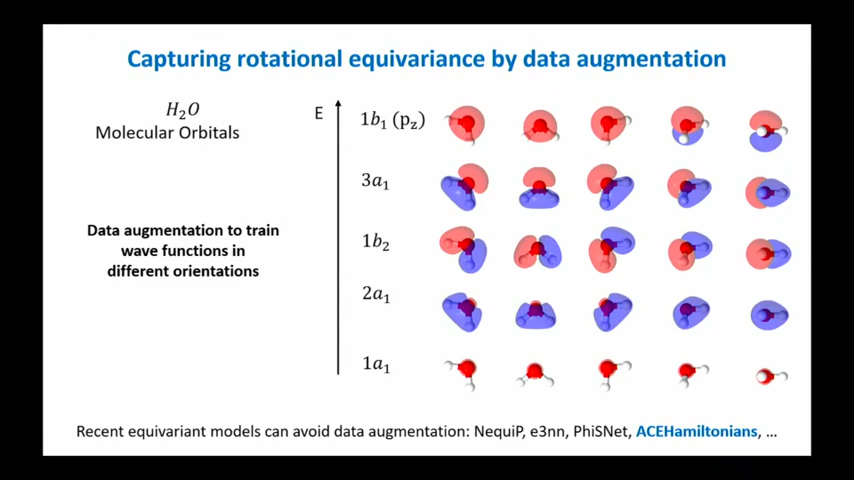 Capturing rotational equivariance by data augmentation
H₂O
Molecular Orbitals
E
1b₁ (pz)
3a₁
Data augmentation to train
wave functions in
different orientations
1b₂
2a₁
1a₁
Recent equivariant models can avoid data augmentation: NequiP, e3nn, PhiSNet, ACEHamiltonians, ...